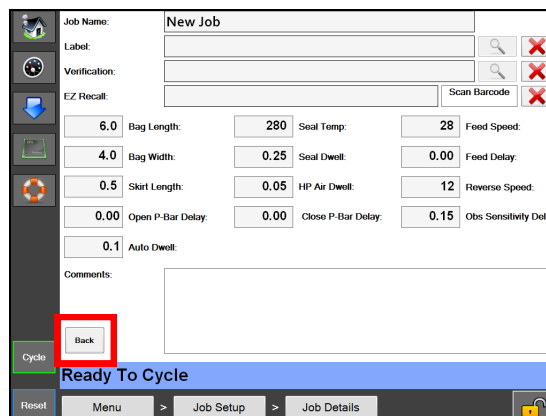 Job Name: New Job
Label:
Verification:
EZ Recall: Scan Barcode
6.0 Bag Length: 280 Seal Temp: 28 Feed Speed:
4.0 Bag Width: 0.25 Seal Dwell: 0.00 Feed Delay:
0.5 Skirt Length: 0.05 HP Air Dwell: 12 Reverse Speed:
0.00 Open P-Bar Delay: 0.00 Close P-Bar Delay: 0.15 Obs Sensitivity Del
0.1 Auto Dwell:
Comments:
Back
Cycle
Ready To Cycle
Reset Menu > Job Setup > Job Details